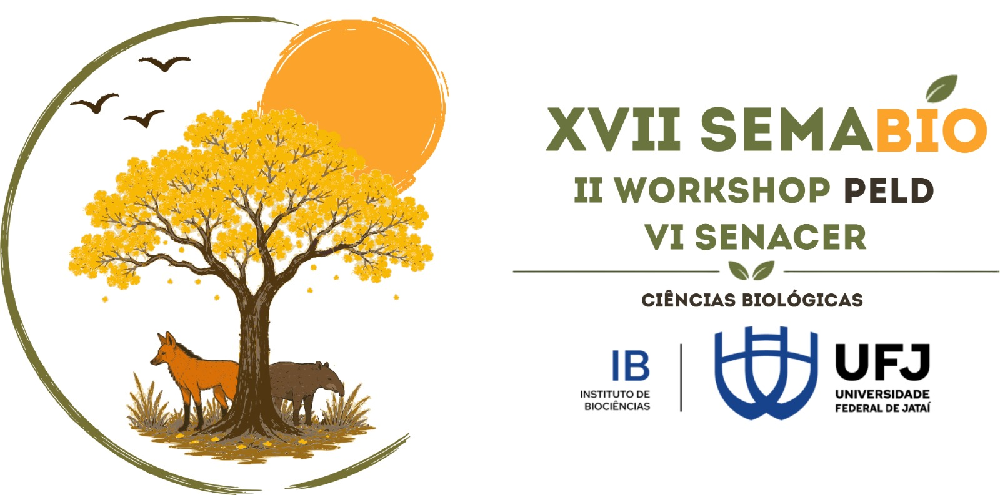 XVII SEMABIO
II WORKSHOP PELD
VI SENACER
CIÊNCIAS BIOLÓGICAS
IB
INSTITUTO DE
BIOCIÊNCIAS
UFJ
UNIVERSIDADE
FEDERAL DE JATAÍ